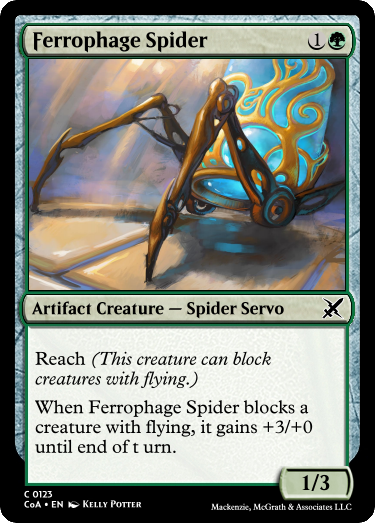 Ferrophage Spider 1
Artifact Creature — Spider Servo
Reach (This creature can block
creatures with flying.)
When Ferrophage Spider blocks a
creature with flying, it gains +3/+0
until end of t urn.
1/3
C 0123
CoA • EN Kelly Potter
Mackenzie, McGrath & Associates LLC